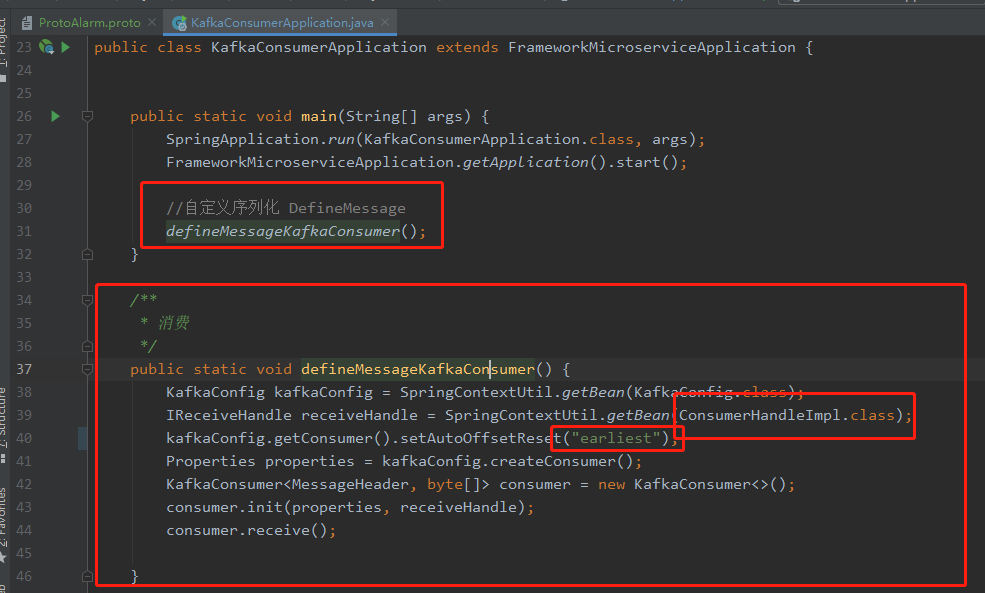 ProtoAlarm.proto
KafkaConsumerApplication.java
1: Project
23 public class KafkaConsumerApplication extends FrameworkMicroserviceApplication {
24
25
26 public static void main(String[] args) {
27 SpringApplication.run(KafkaConsumerApplication.class, args);
28 FrameworkMicroserviceApplication.getApplication().start();
29
30 //自定义序列化 DefineMessage
31 defineMessageKafkaConsumer();
32 }
33
34 /**
35 * 消费
36 */
37 public static void defineMessageKafkaConsumer() {
38 KafkaConfig kafkaConfig = SpringContextUtil.getBean(KafkaConfig.class);
39 IReceiveHandle receiveHandle = SpringContextUtil.getBean(ConsumerHandleImpl.class);
40 kafkaConfig.getConsumer().setAutoOffsetReset("earliest");
41 Properties properties = kafkaConfig.createConsumer();
42 KafkaConsumer<MessageHeader, byte[]> consumer = new KafkaConsumer<>();
43 consumer.init(properties, receiveHandle);
44 consumer.receive();
45
46 }
7: Structure
2: Favorites